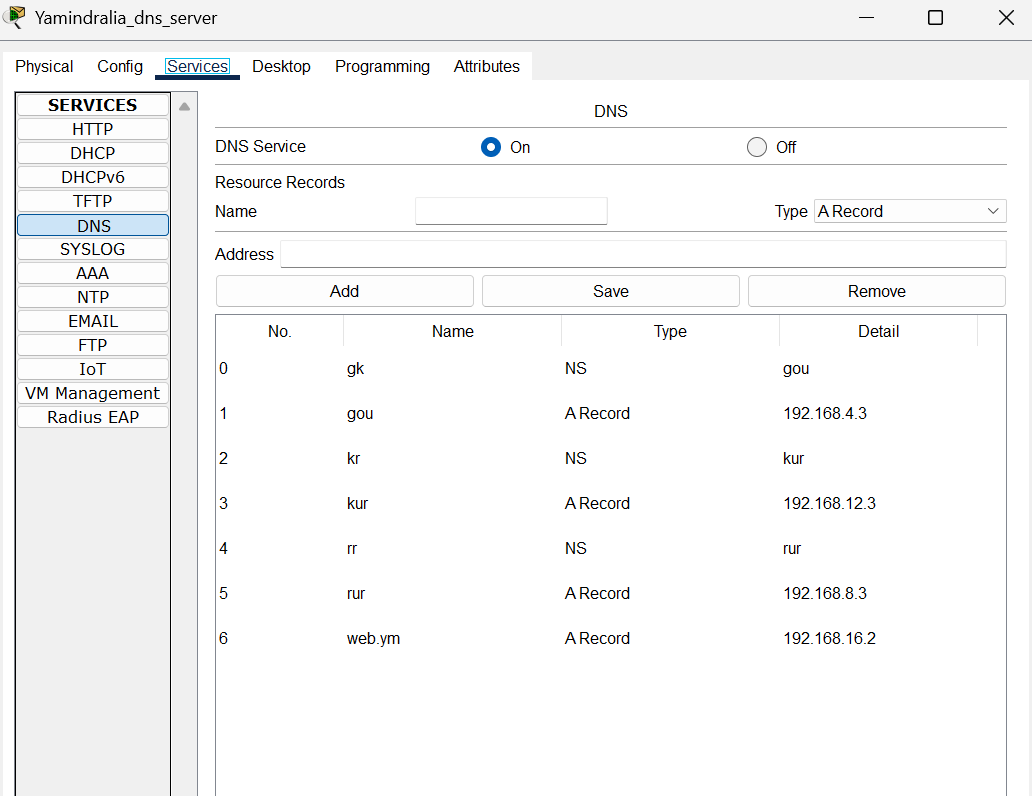 Yamindralia_dns_server
Physical Config Services Desktop Programming Attributes
SERVICES
HTTP
DHCP
DHCPv6
TFTP
DNS
SYSLOG
AAA
NTP
EMAIL
FTP
IoT
VM Management
Radius EAP
DNS
DNS Service On Off
Resource Records
Name Type A Record
Address
Add Save Remove
No. Name Type Detail
0 gk NS gou
1 gou A Record 192.168.4.3
2 kr NS kur
3 kur A Record 192.168.12.3
4 rr NS rur
5 rur A Record 192.168.8.3
6 web.ym A Record 192.168.16.2